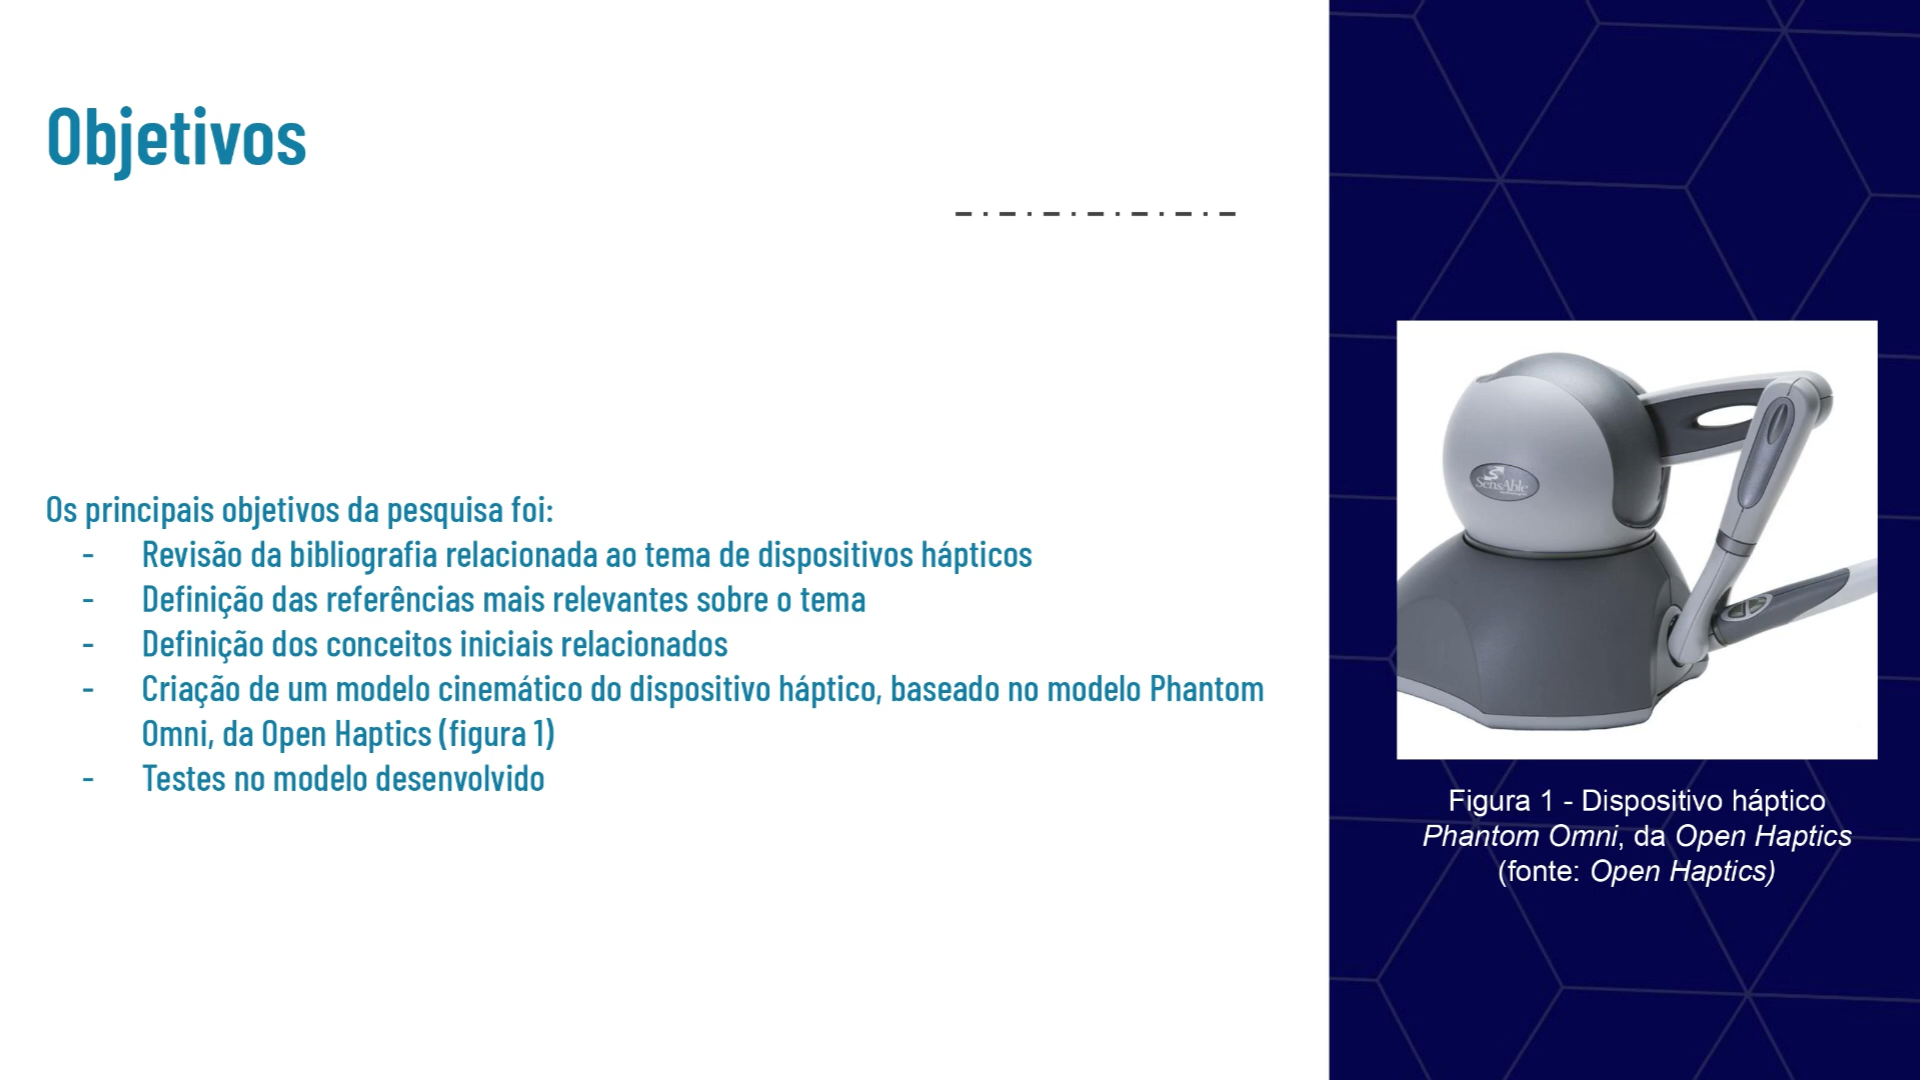 Objetivos
Os principais objetivos da pesquisa foi:
- Revisão da bibliografia relacionada ao tema de dispositivos hápticos
- Definição das referências mais relevantes sobre o tema
- Definição dos conceitos iniciais relacionados
- Criação de um modelo cinemático do dispositivo háptico, baseado no modelo Phantom
Omni, da Open Haptics (figura 1)
- Testes no modelo desenvolvido
SensAble
Figura 1 - Dispositivo háptico
Phantom Omni, da Open Haptics
(fonte: Open Haptics)